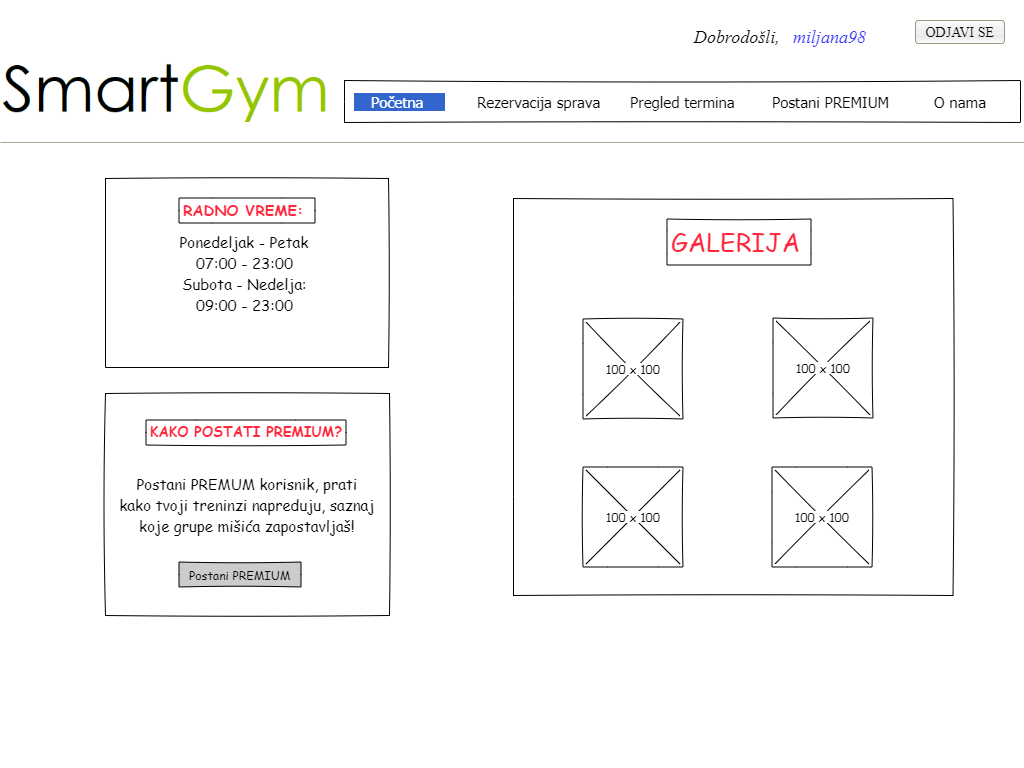 Dobrodošli, miljana98
ODJAVI SE
SmartGym
Početna Rezervacija sprava Pregled termina Postani PREMIUM O nama
RADNO VREME:
Ponedeljak - Petak
07:00 - 23:00
Subota - Nedelja:
09:00 - 23:00
KAKO POSTATI PREMIUM?
Postani PREMUM korisnik, prati
kako tvoji treninzi napreduju, saznaj
koje grupe mišića zapostavljaš!
Postani PREMIUM
GALERIJA
100 x 100
100 x 100
100 x 100
100 x 100